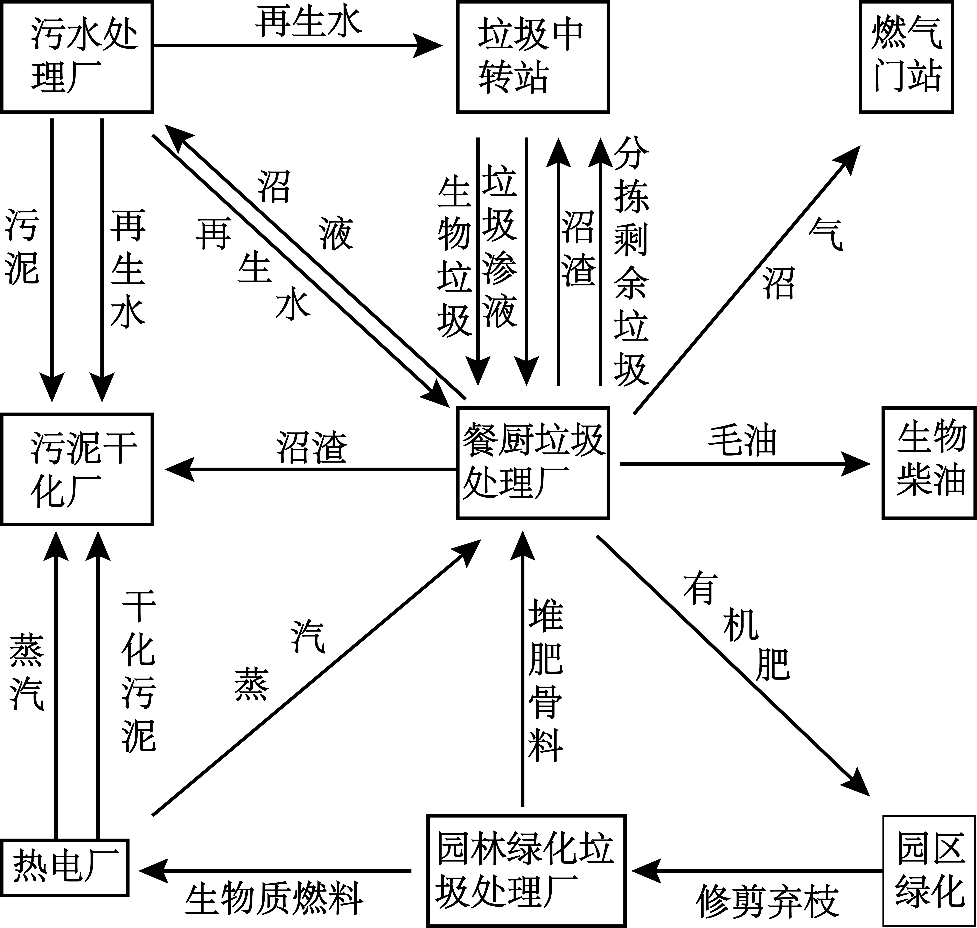 污水处
理厂
再生水
垃圾中
转站
燃气
门站
污泥
再生水
沼液
再生水
生物垃圾
垃圾渗液
沼渣
分拣剩余垃圾
沼气
污泥干
化厂
沼渣
餐厨垃圾
处理厂
毛油
生物
柴油
蒸汽
干化污泥
蒸汽
堆肥骨料
有机肥
热电厂
生物质燃料
园林绿化垃
圾处理厂
修剪弃枝
园区
绿化